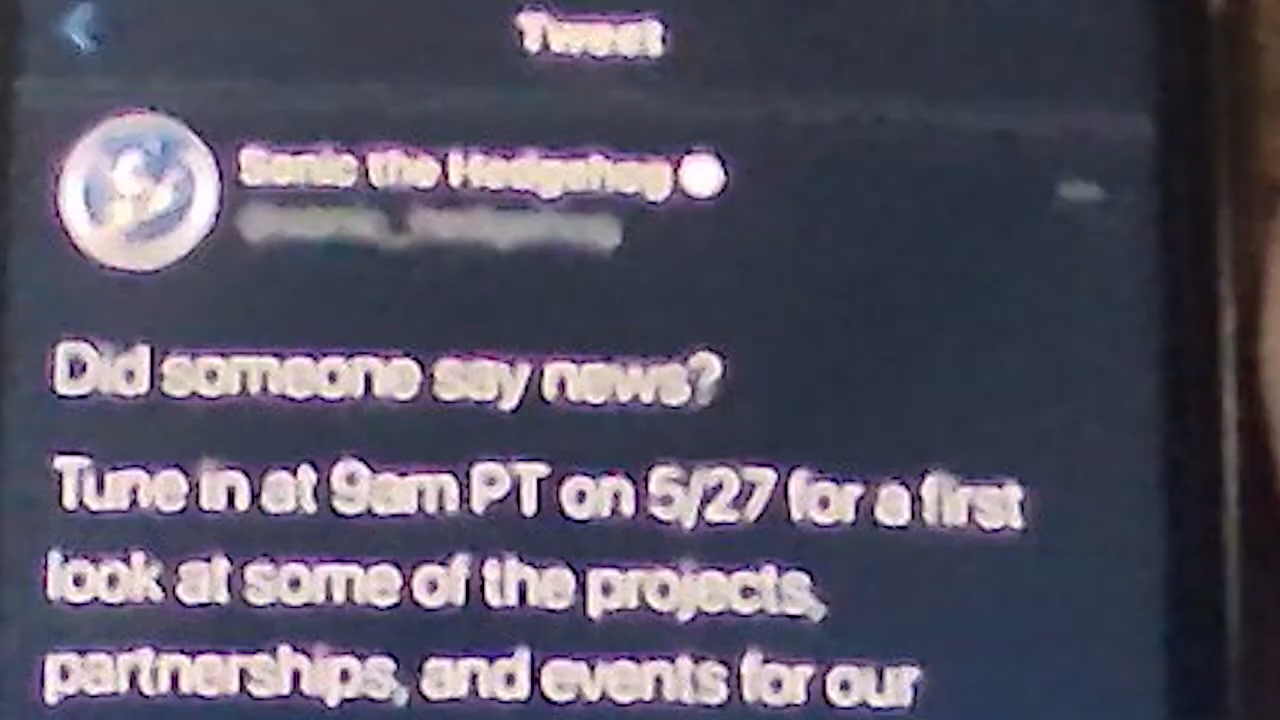 Tweet
Sonic the Hedgehog
Did someone say news?
Tune in at 9am PT on 5/27 for a first
look at some of the projects,
partnerships, and events for our